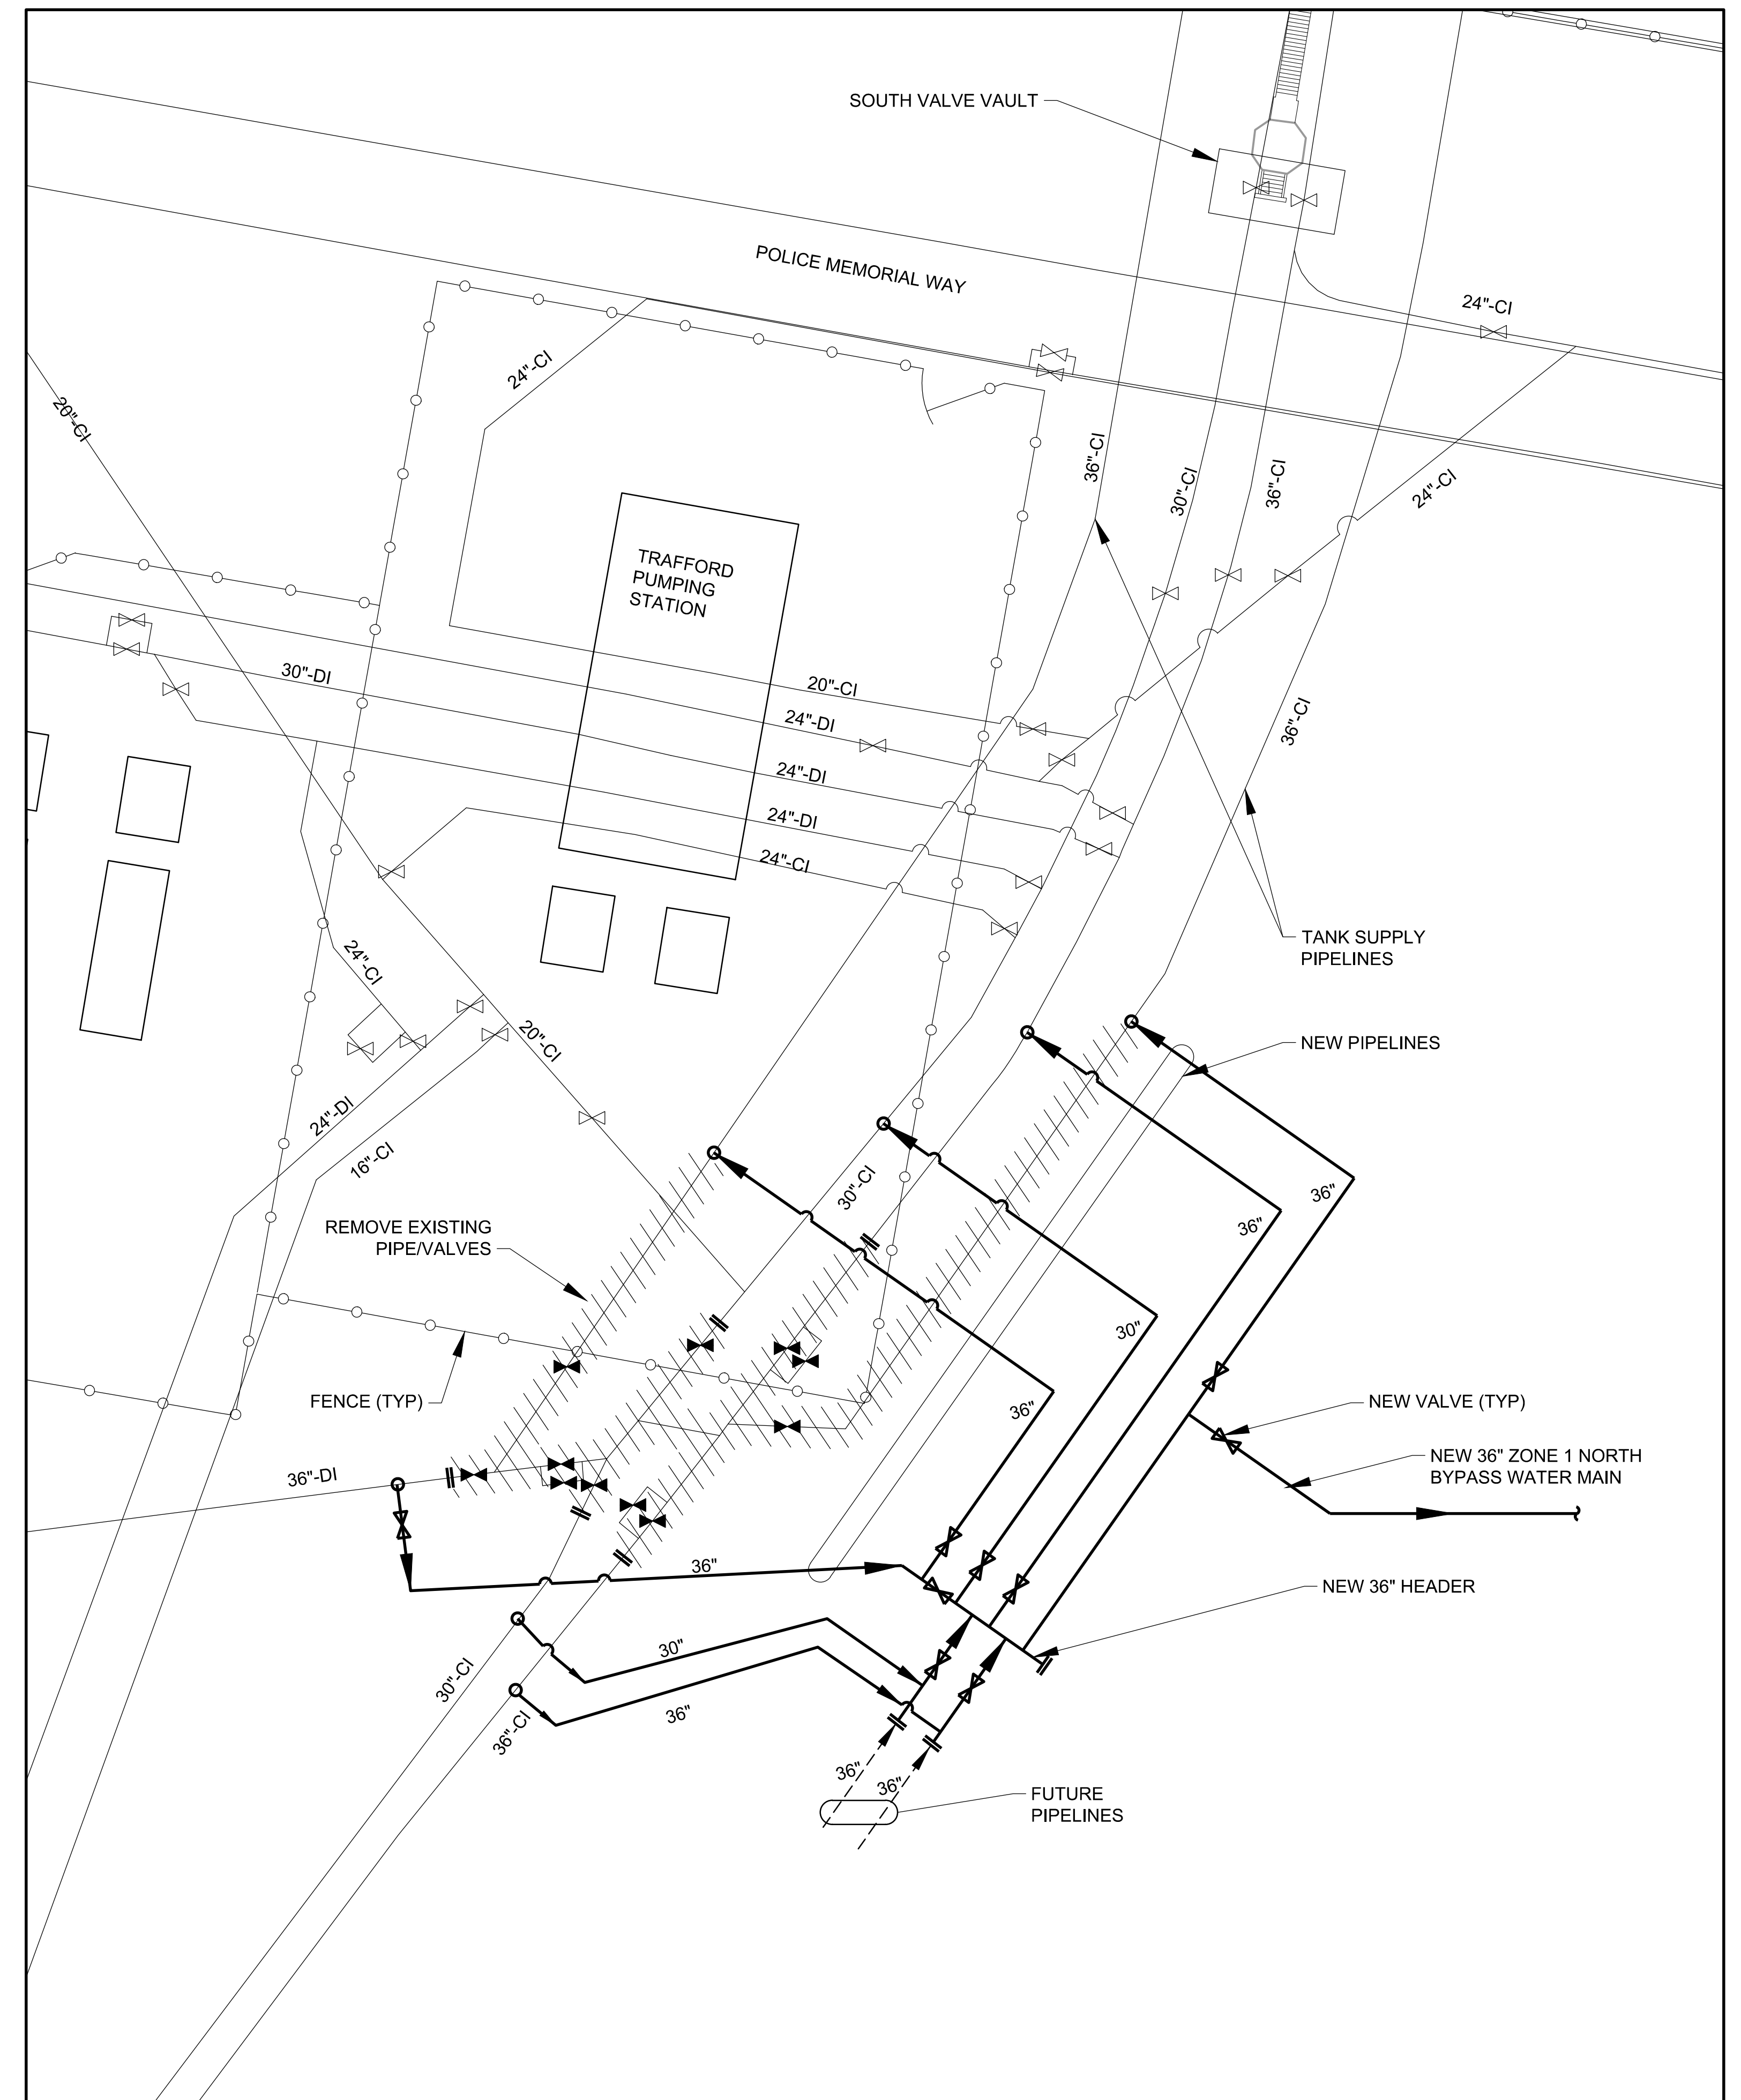 SOUTH VALVE VAULT
POLICE MEMORIAL WAY
24"-CI
24"-CI
20"-CI
36"-CI
30"-CI
36"-CI
24"-CI
TRAFFORD
PUMPING
STATION
30"-DI
20"-CI
24"-DI
36"-CI
24"-DI
24"-DI
24"-CI
TANK SUPPLY
PIPELINES
24"-CI
20"-CI
NEW PIPELINES
24"-DI
16"-CI
30"-CI
36"
36"
REMOVE EXISTING
PIPE/VALVES
30"
FENCE (TYP)
36"
NEW VALVE (TYP)
NEW 36" ZONE 1 NORTH
BYPASS WATER MAIN
36"-DI
36"
NEW 36" HEADER
30"
30"-CI
36"
36"-CI
36"
36"
FUTURE
PIPELINES